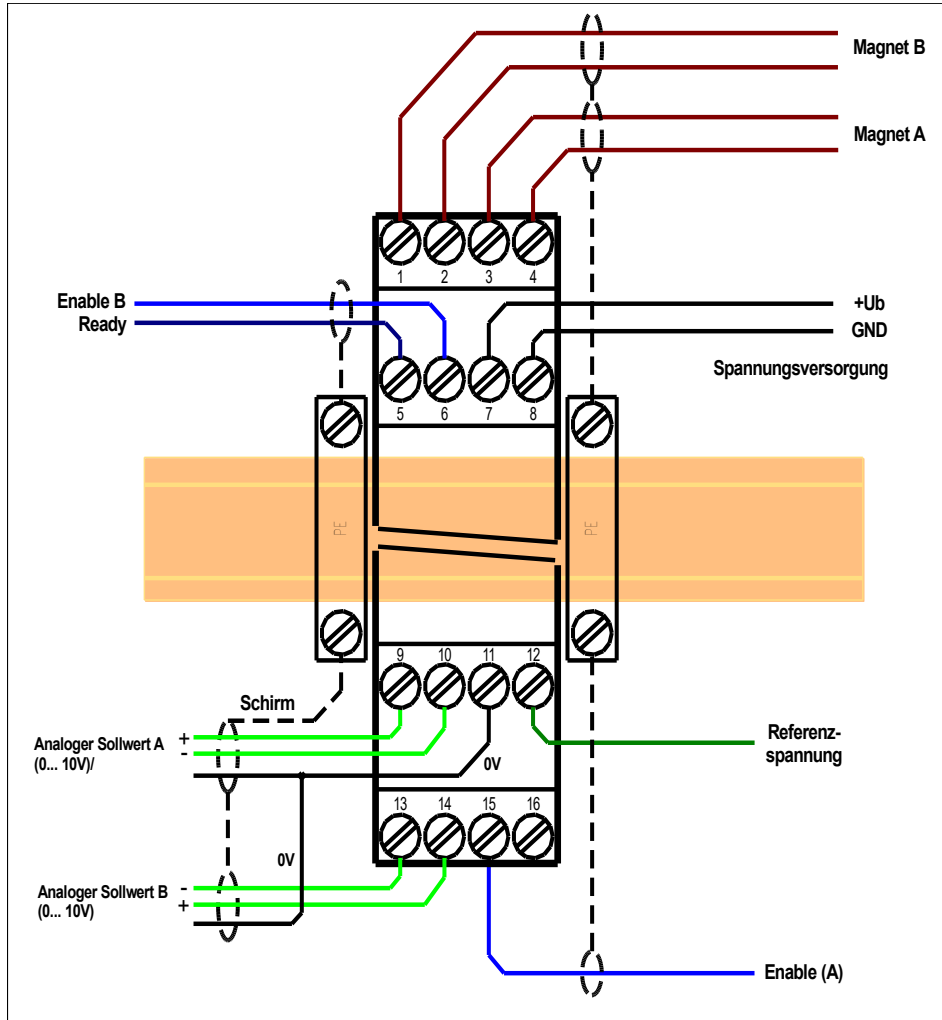 Magnet B
Magnet A
1 2 3 4
Enable B
Ready
+Ub
GND
Spannungsversorgung
5 6 7 8
PE
PE
9 10 11 12
Schirm
Analoger Sollwert A
(0... 10V)/
+
-
0V
Referenz-
spannung
13 14 15 16
0V
Analoger Sollwert B
(0... 10V)
-
+
Enable (A)